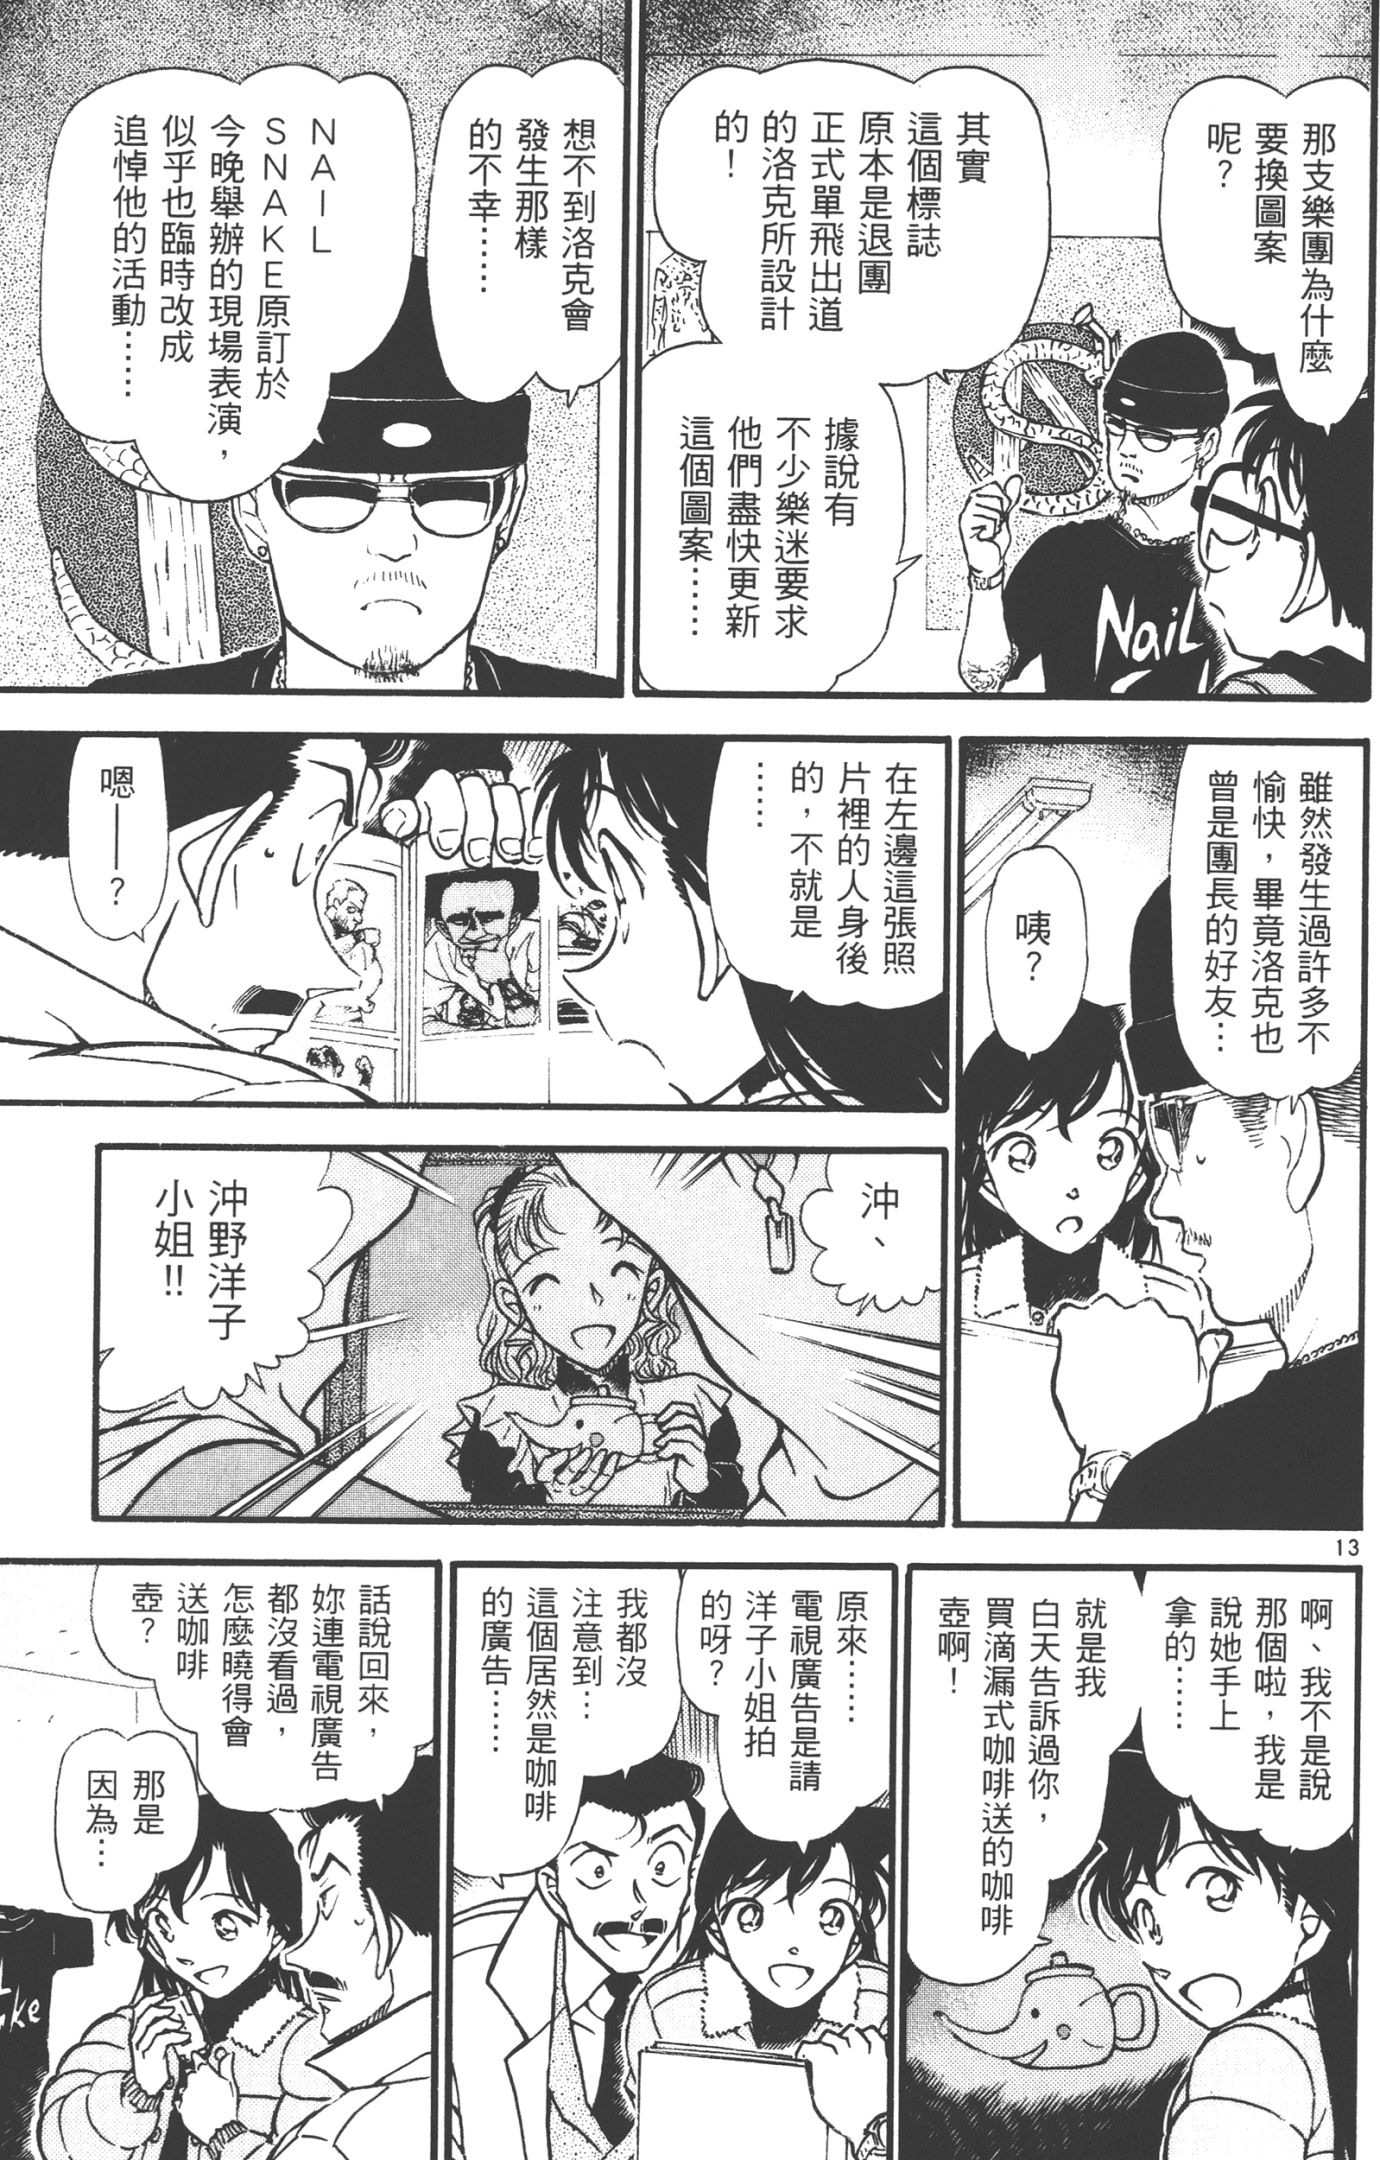 那支樂團為什麼
要換圖案
呢？
其實
這個標誌
原本是退團
正式單飛出道
的洛克所設計
的！
據說有
不少樂迷要求
他們盡快更新
這個圖案……
Nail
想不到洛克會
發生那樣
的不幸……
NAIL
SNAKE原訂於
今晚舉辦的現場表演，
似乎也臨時改成
追悼他的活動……
雖然發生過許多不
愉快，畢竟洛克也
曾是團長的好友…
咦？
在左邊這張照
片裡的人身後
的，不就是
……
嗯──？
沖、
沖野洋子
小姐!!
13
啊、我不是說
那個啦，我是
說她手上
拿的……
就是我
白天告訴過你，
買滴漏式咖啡送的咖啡
壺啊！
原來……
電視廣告是請
洋子小姐拍
的呀？
我都沒
注意到…
這個居然是咖啡
的廣告……
話說回來，
妳連電視廣告
都沒看過，
怎麼曉得會
送咖啡
壺？
那是
因為…